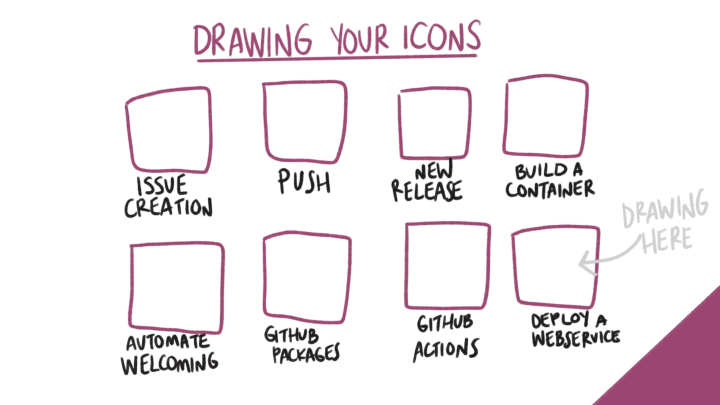 DRAWING YOUR ICONS
ISSUE
CREATION
PUSH
NEW
RELEASE
BUILD A
CONTAINER
DRAWING
HERE
AUTOMATE
WELCOMING
GITHUB
PACKAGES
GITHUB
ACTIONS
DEPLOY A
WEBSERVICE